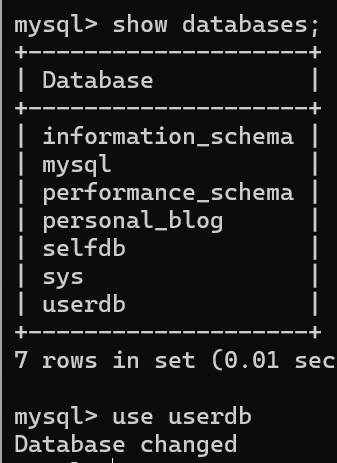 mysql> show databases;
+--------------------+
| Database           |
+--------------------+
| information_schema |
| mysql              |
| performance_schema |
| personal_blog      |
| selfdb             |
| sys                |
| userdb             |
+--------------------+
7 rows in set (0.01 sec
mysql> use userdb
Database changed